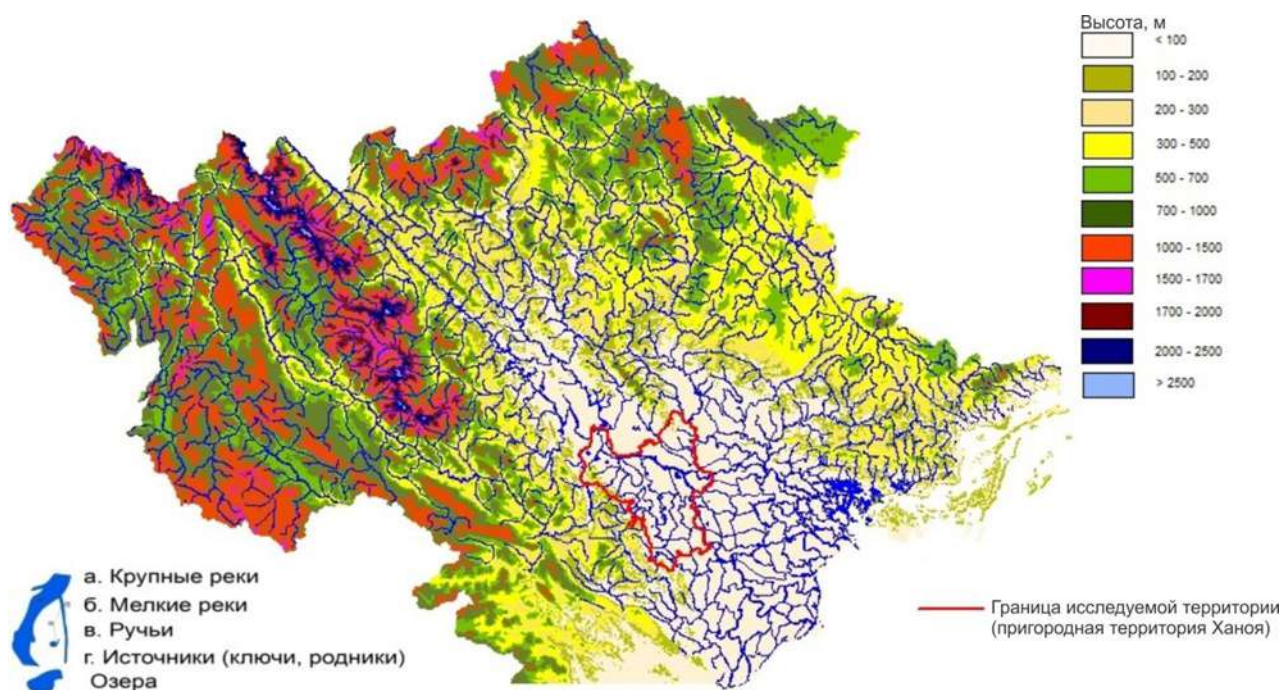 Высота, м
< 100
100 - 200
200 - 300
300 - 500
500 - 700
700 - 1000
1000 - 1500
1500 - 1700
1700 - 2000
2000 - 2500
> 2500
а. Крупные реки
б. Мелкие реки
в. Ручьи
г. Источники (ключи, родники)
Озера
Граница исследуемой территории
(пригородная территория Ханоя)